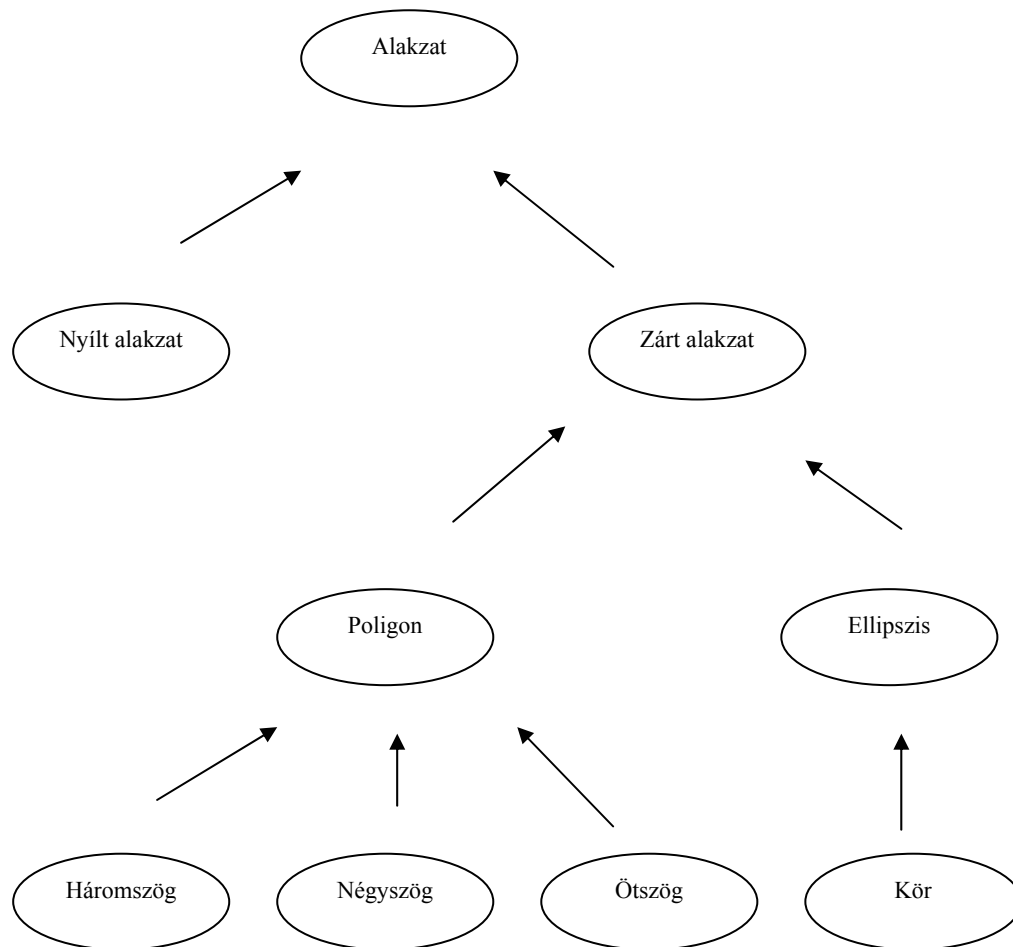 Alakzat
Nyílt alakzat
Zárt alakzat
Poligon
Ellipszis
Háromszög
Négyszög
Ötszög
Kör